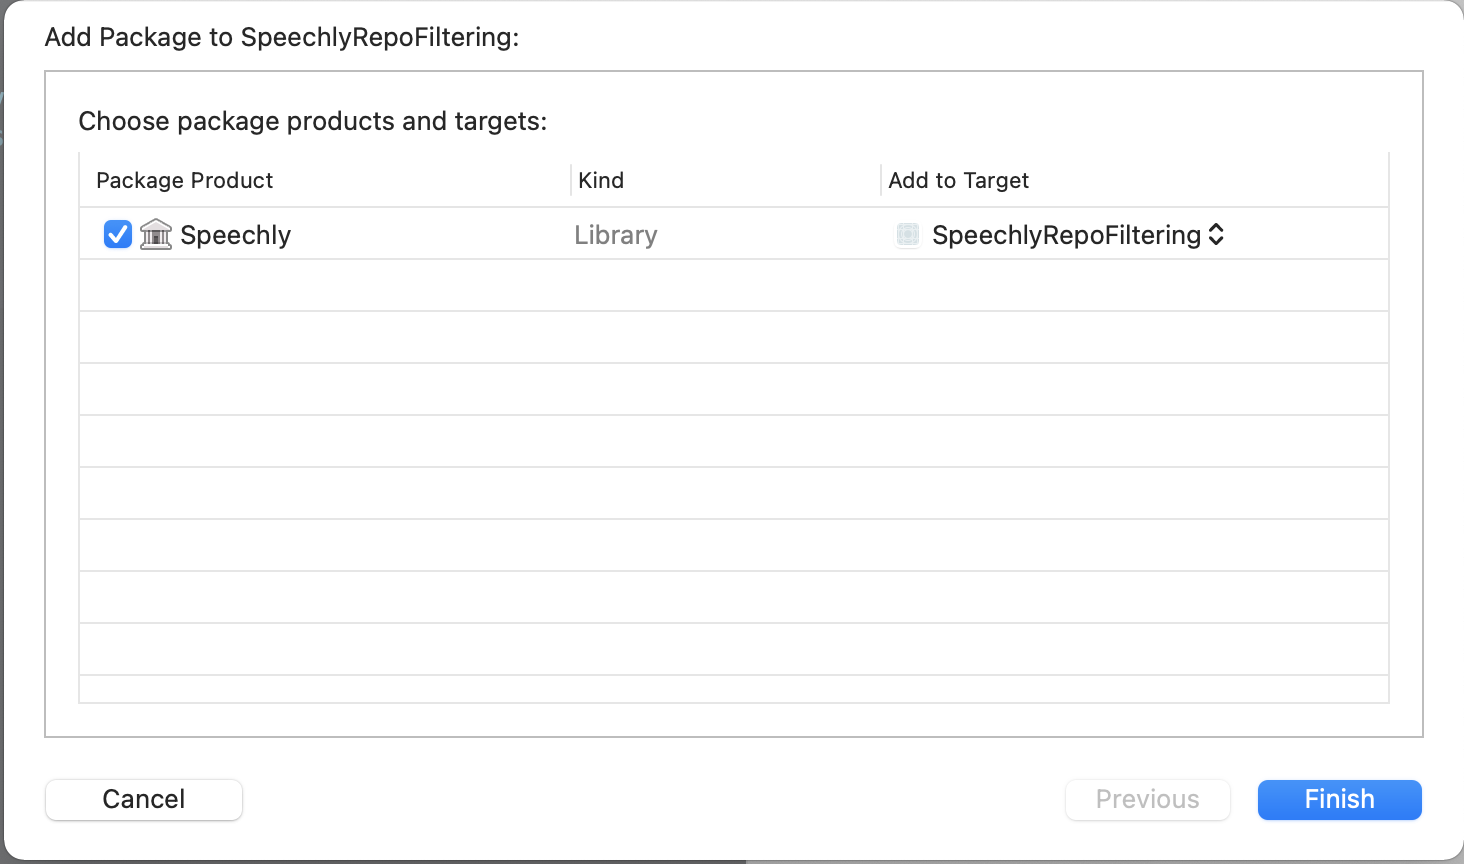 Add Package to SpeechlyRepoFiltering:
Choose package products and targets:
Package Product Kind Add to Target
Speechly Library SpeechlyRepoFiltering
Cancel Previous Finish